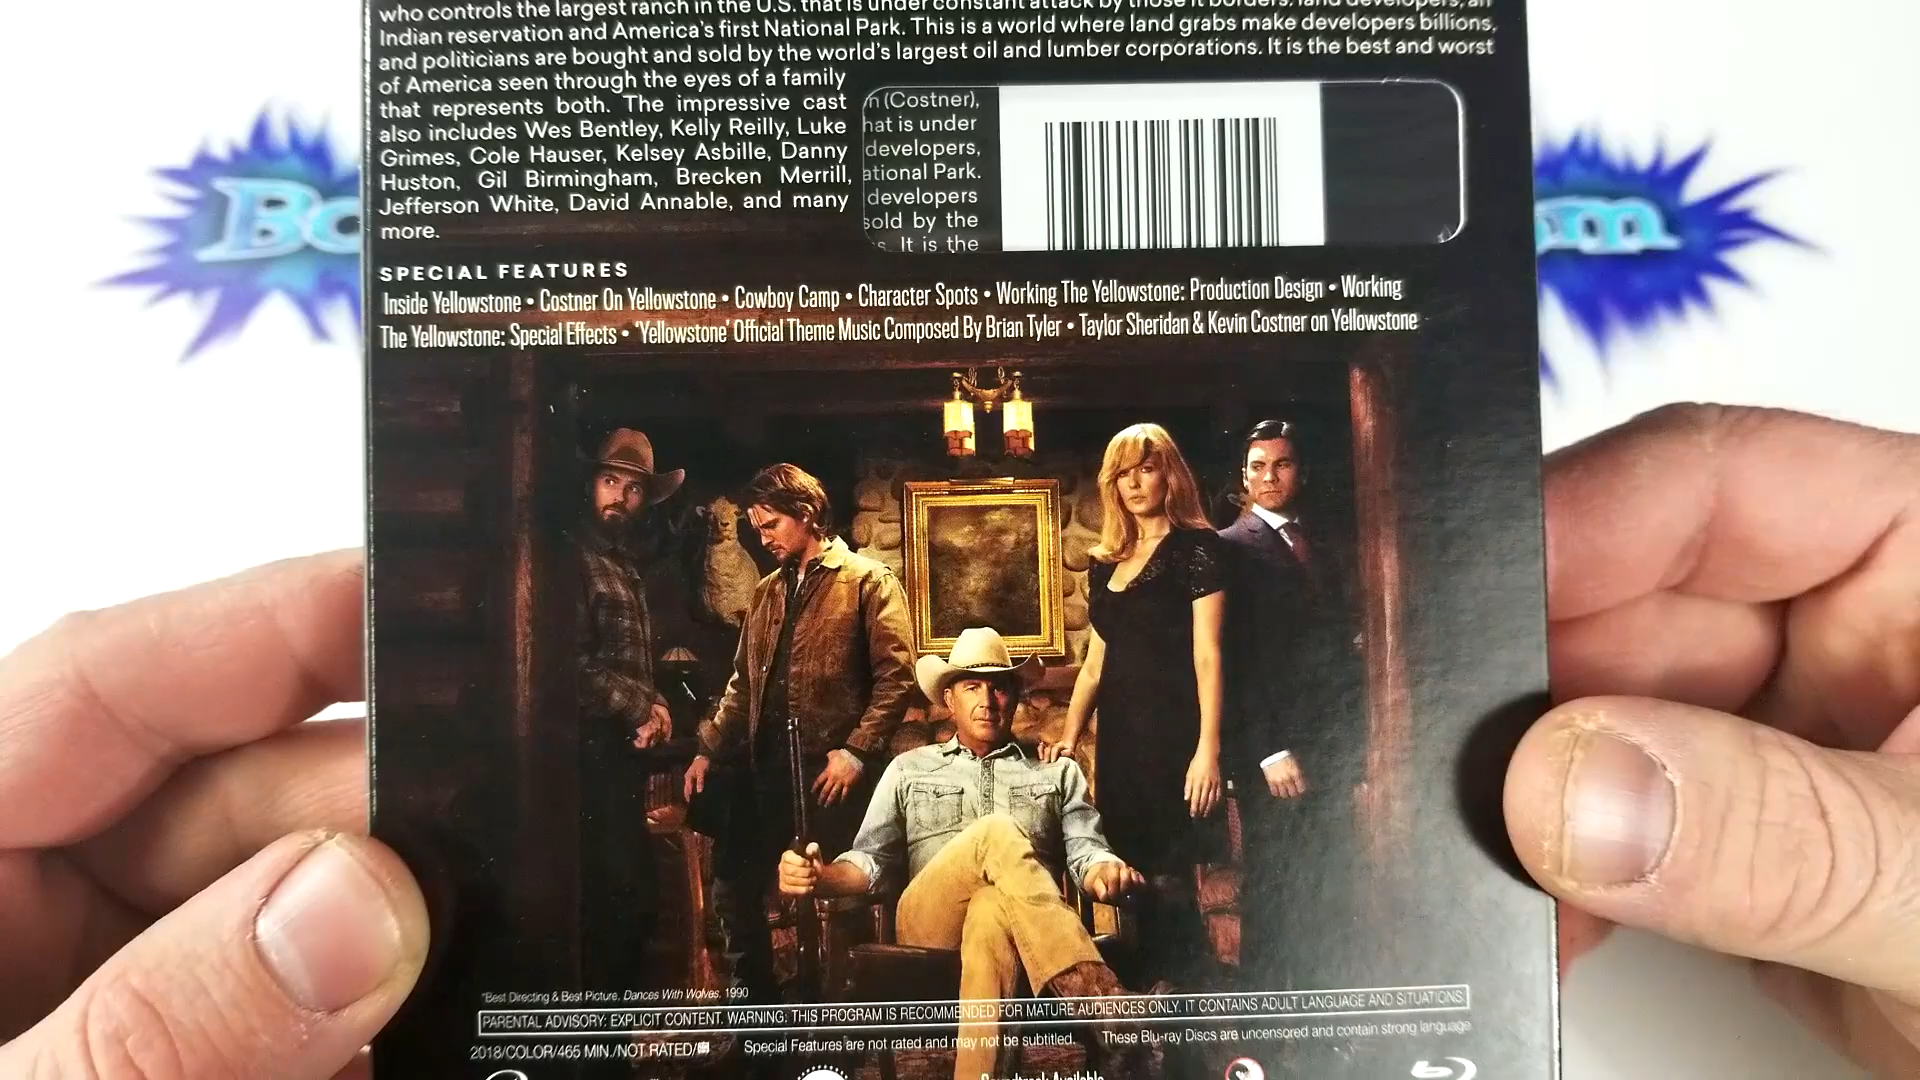 who controls the largest ranch in the U.S. that is under constant attack by those it borders: land developers, an
Indian reservation and America's first National Park. This is a world where land grabs make developers billions,
and politicians are bought and sold by the world's largest oil and lumber corporations. It is the best and worst
of America seen through the eyes of a family
that represents both. The impressive cast
also includes Wes Bentley, Kelly Reilly, Luke
Grimes, Cole Hauser, Kelsey Asbille, Danny
Huston, Gil Birmingham, Brecken Merrill,
Jefferson White, David Annable, and many
more.
n (Costner),
hat is under
developers,
ational Park.
developers
sold by the
s. It is the
SPECIAL FEATURES
Inside Yellowstone • Costner On Yellowstone • Cowboy Camp • Character Spots • Working The Yellowstone: Production Design • Working
The Yellowstone: Special Effects • 'Yellowstone' Official Theme Music Composed By Brian Tyler • Taylor Sheridan & Kevin Costner on Yellowstone
*Best Directing & Best Picture, Dances With Wolves, 1990
PARENTAL ADVISORY: EXPLICIT CONTENT. WARNING: THIS PROGRAM IS RECOMMENDED FOR MATURE AUDIENCES ONLY. IT CONTAINS ADULT LANGUAGE AND SITUATIONS.
2018/COLOR/465 MIN./NOT RATED/
Special Features are not rated and may not be subtitled.
These Blu-ray Discs are uncensored and contain strong language
Soundtrack Available